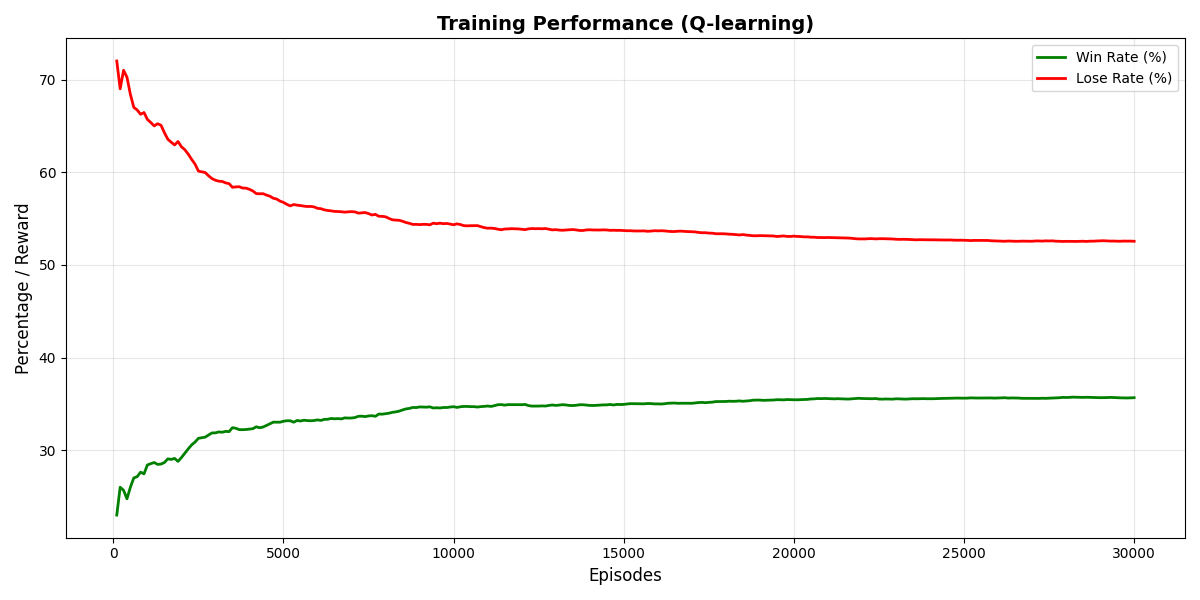 Training Performance (Q-learning)
Win Rate (%)
Lose Rate (%)
Percentage / Reward
70
60
50
40
30
0
5000
10000
15000
20000
25000
30000
Episodes